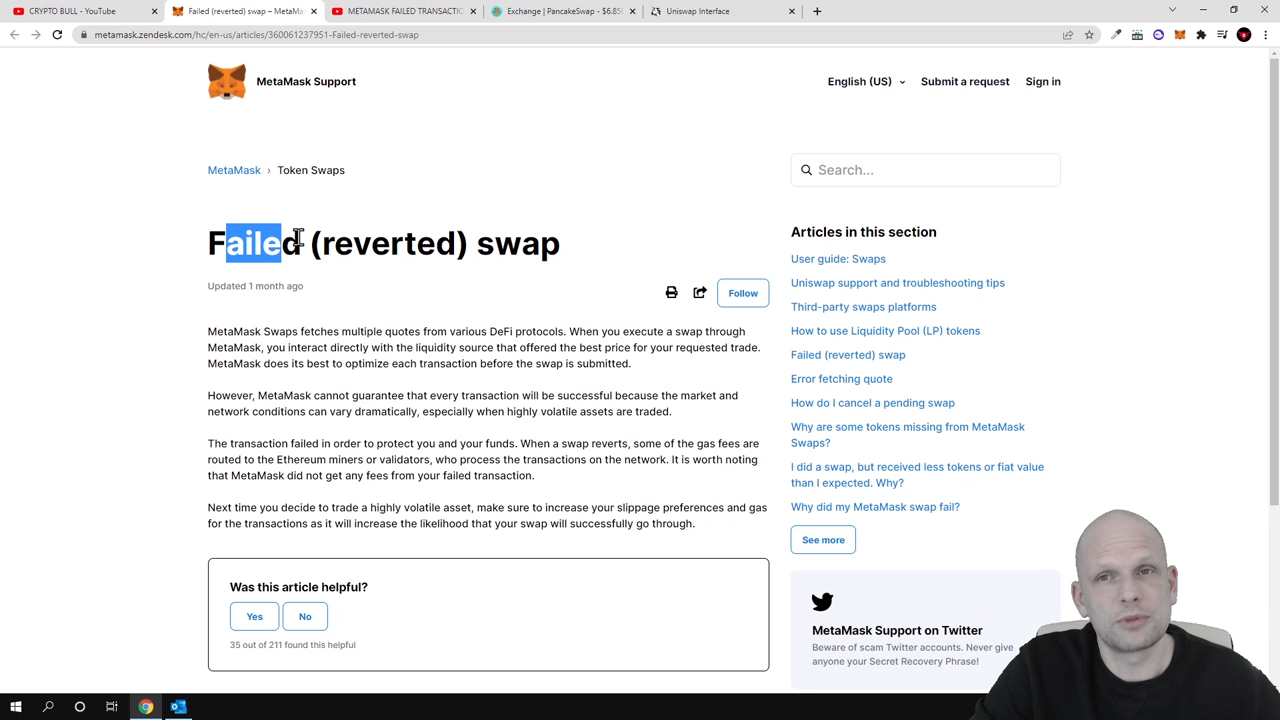 CRYPTO BULL - YouTube
Failed (reverted) swap – MetaM
METAMASK FAILED TRANSACTIO
Exchange | PancakeSwap - $6.85
Uniswap Interface
metamask.zendesk.com/hc/en-us/articles/360061237951-Failed-reverted-swap
MetaMask Support
English (US)
Submit a request
Sign in
MetaMask › Token Swaps
Search...
Failed (reverted) swap
Updated 1 month ago
Follow
MetaMask Swaps fetches multiple quotes from various DeFi protocols. When you execute a swap through
MetaMask, you interact directly with the liquidity source that offered the best price for your requested trade.
MetaMask does its best to optimize each transaction before the swap is submitted.
However, MetaMask cannot guarantee that every transaction will be successful because the market and
network conditions can vary dramatically, especially when highly volatile assets are traded.
The transaction failed in order to protect you and your funds. When a swap reverts, some of the gas fees are
routed to the Ethereum miners or validators, who process the transactions on the network. It is worth noting
that MetaMask did not get any fees from your failed transaction.
Next time you decide to trade a highly volatile asset, make sure to increase your slippage preferences and gas
for the transactions as it will increase the likelihood that your swap will successfully go through.
Was this article helpful?
Yes
No
35 out of 211 found this helpful
Articles in this section
User guide: Swaps
Uniswap support and troubleshooting tips
Third-party swaps platforms
How to use Liquidity Pool (LP) tokens
Failed (reverted) swap
Error fetching quote
How do I cancel a pending swap
Why are some tokens missing from MetaMask
Swaps?
I did a swap, but received less tokens or fiat value
than I expected. Why?
Why did my MetaMask swap fail?
See more
MetaMask Support on Twitter
Beware of scam Twitter accounts. Never give
anyone your Secret Recovery Phrase!